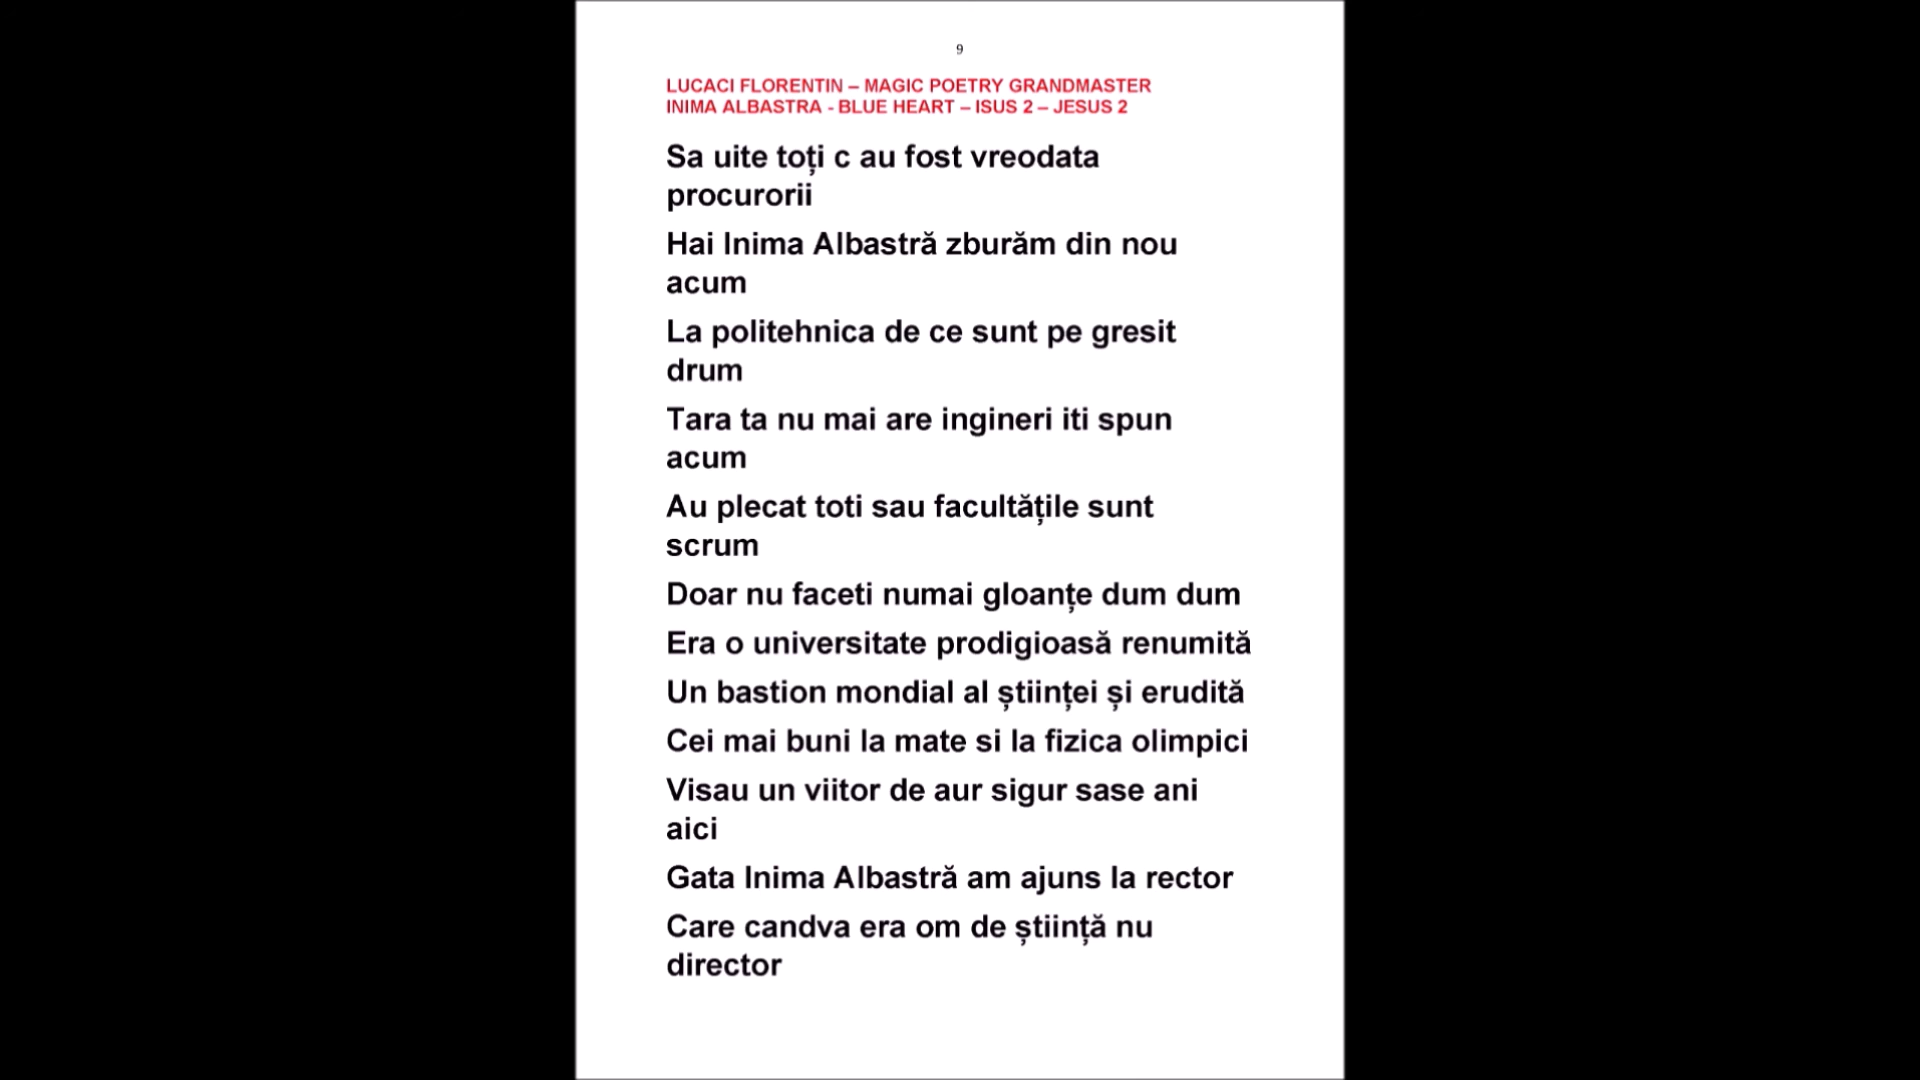 9
LUCACI FLORENTIN – MAGIC POETRY GRANDMASTER
INIMA ALBASTRA - BLUE HEART – ISUS 2 – JESUS 2
Sa uite toți c au fost vreodata
procurorii
Hai Inima Albastră zburăm din nou
acum
La politehnica de ce sunt pe gresit
drum
Tara ta nu mai are ingineri iti spun
acum
Au plecat toti sau facultățile sunt
scrum
Doar nu faceti numai gloanțe dum dum
Era o universitate prodigioasă renumită
Un bastion mondial al științei și erudită
Cei mai buni la mate si la fizica olimpici
Visau un viitor de aur sigur sase ani
aici
Gata Inima Albastră am ajuns la rector
Care candva era om de știință nu
director